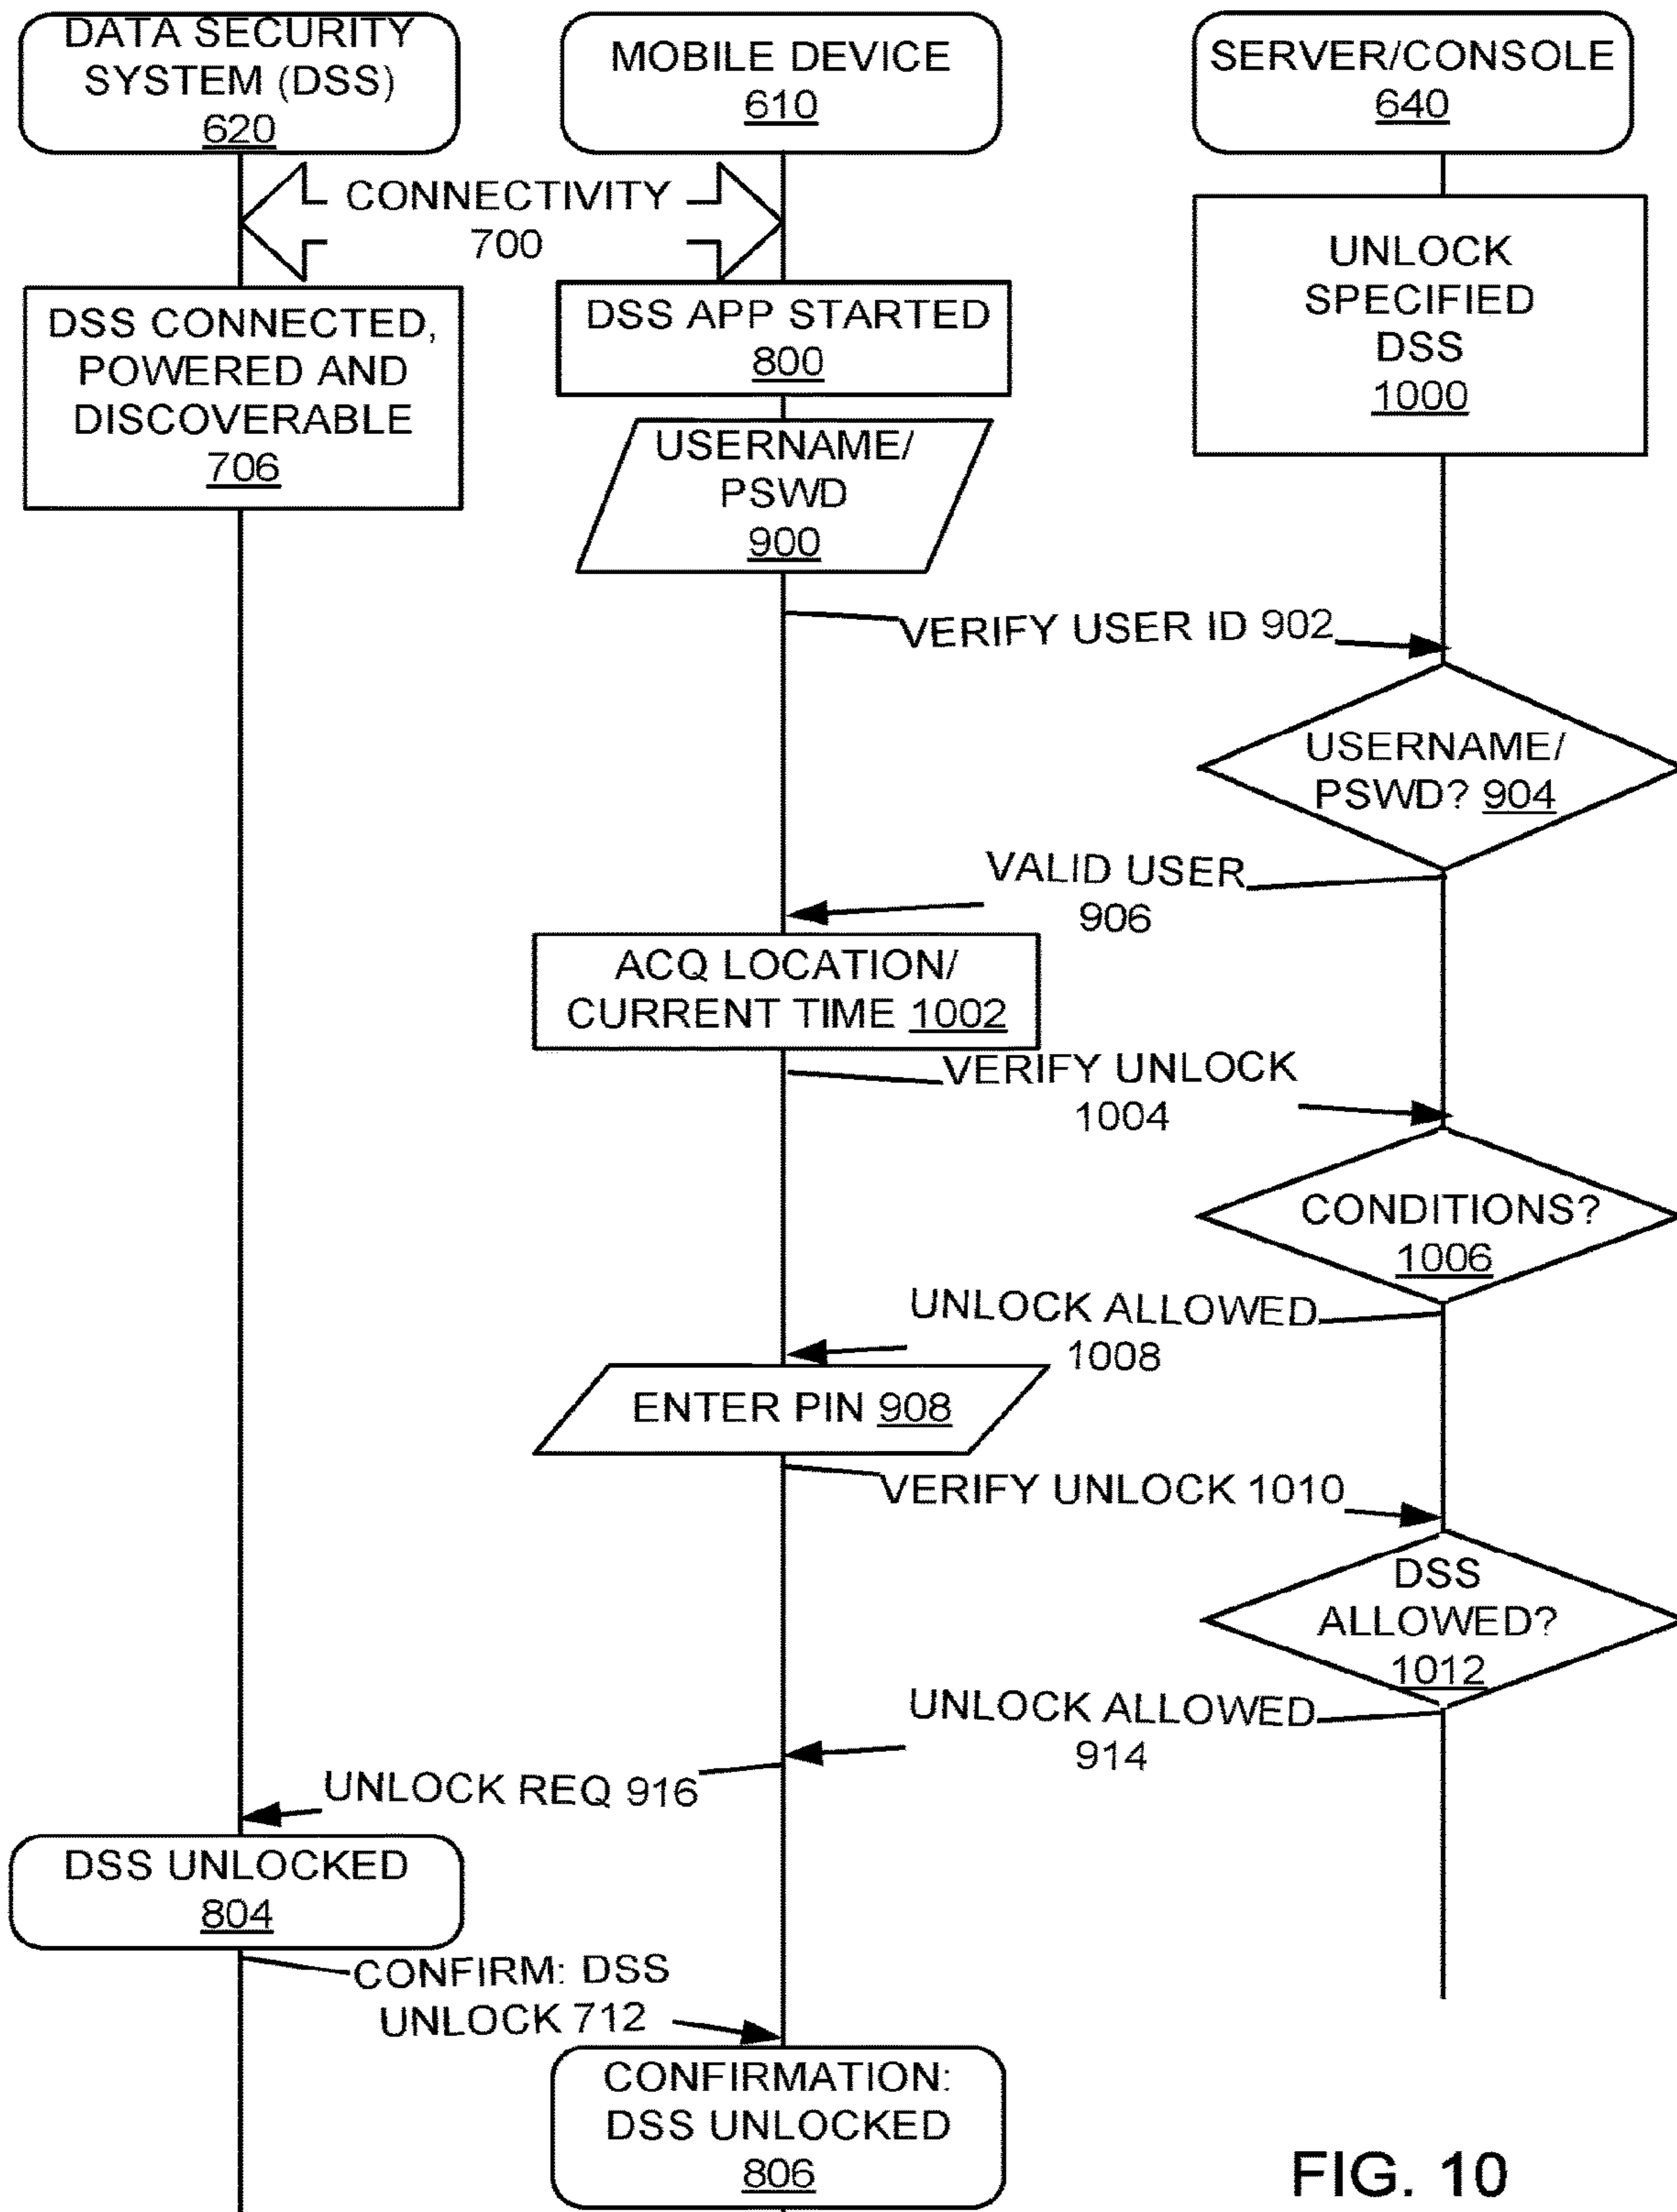 DATA SECURITY
SYSTEM (DSS)
620
MOBILE DEVICE
610
SERVER/CONSOLE
640
CONNECTIVITY
700
DSS CONNECTED,
POWERED AND
DISCOVERABLE
706
DSS APP STARTED
800
UNLOCK
SPECIFIED
DSS
1000
USERNAME/
PSWD
900
VERIFY USER ID 902
USERNAME/
PSWD? 904
VALID USER
906
ACQ LOCATION/
CURRENT TIME 1002
VERIFY UNLOCK
1004
CONDITIONS?
1006
UNLOCK ALLOWED
1008
ENTER PIN 908
VERIFY UNLOCK 1010
DSS
ALLOWED?
1012
UNLOCK ALLOWED
914
UNLOCK REQ 916
DSS UNLOCKED
804
CONFIRM: DSS
UNLOCK 712
CONFIRMATION:
DSS UNLOCKED
806
FIG. 10